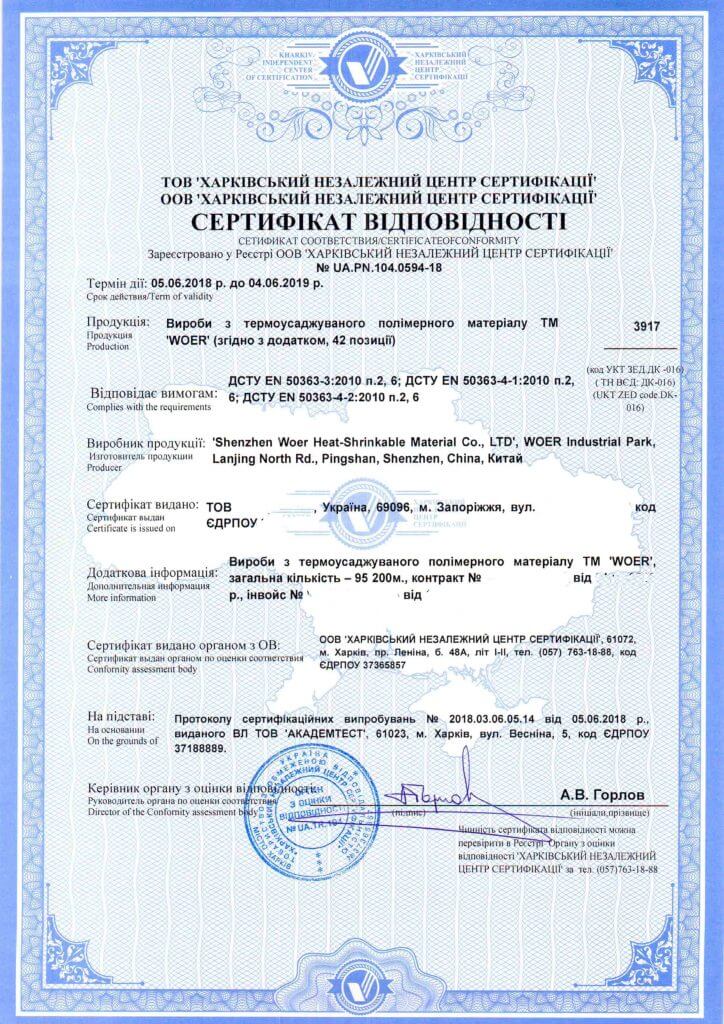 KHARKIV
INDEPENDENT
CENTER
OF CERTIFICATION
ХАРКІВСЬКИЙ
НЕЗАЛЕЖНИЙ
ЦЕНТР
СЕРТИФІКАЦІЇ
ТОВ 'ХАРКІВСЬКИЙ НЕЗАЛЕЖНИЙ ЦЕНТР СЕРТИФІКАЦІЇ'
ООВ 'ХАРКІВСЬКИЙ НЕЗАЛЕЖНИЙ ЦЕНТР СЕРТИФІКАЦІЇ'
СЕРТИФІКАТ ВІДПОВІДНОСТІ
СЕТИФИКАТ СООТВЕТСТВИЯ/CERTIFICATEOFCONFORMITY
Зареєстровано у Реєстрі ООВ 'ХАРКІВСЬКИЙ НЕЗАЛЕЖНИЙ ЦЕНТР СЕРТИФІКАЦІЇ'
№ UA.PN.104.0594-18
Термін дії: 05.06.2018 р. до 04.06.2019 р.
Срок действия/Term of validity
Продукція:
Продукция
Production
Вироби з термоусаджуваного полімерного матеріалу ТМ
'WOER' (згідно з додатком, 42 позиції)
3917
(код УКТ ЗЕД ДК -016)
( ТН ВЄД: ДК-016)
(UKT ZED code DK-
016)
Відповідає вимогам:
Complies with the requirements
ДСТУ EN 50363-3:2010 п.2, 6; ДСТУ EN 50363-4-1:2010 п.2,
6; ДСТУ EN 50363-4-2:2010 п.2, 6
Виробник продукції:
Изготовитель продукции
Producer
'Shenzhen Woer Heat-Shrinkable Material Co., LTD', WOER Industrial Park,
Lanjing North Rd., Pingshan, Shenzhen, China, Китай
Сертифікат видано:
Сертификат выдан
Certificate is issued on
ТОВ , Україна, 69096, м. Запоріжжя, вул. код
ЄДРПОУ
ХАРКІВСЬКИЙ
НЕЗАЛЕЖНИЙ
ЦЕНТР
СЕРТИФІКАЦІЇ
Додаткова інформація:
Дополнительная информация
More information
Вироби з термоусаджуваного полімерного матеріалу ТМ 'WOER',
загальна кількість – 95 200м., контракт № від
р., інвойс № від
Сертифікат видано органом з ОВ:
Сертификат выдан органом по оценки соответствия
Conformity assessment body
ООВ 'ХАРКІВСЬКИЙ НЕЗАЛЕЖНИЙ ЦЕНТР СЕРТИФІКАЦІЇ', 61072,
м. Харків, пр. Леніна, б. 48А, літ І-ІІ, тел. (057) 763-18-88, код
ЄДРПОУ 37365857
На підставі:
На основании
On the grounds of
Протоколу сертифікаційних випробувань № 2018.03.06.05.14 від 05.06.2018 р.,
виданого ВЛ ТОВ 'АКАДЕМТЕСТ', 61023, м. Харків, вул. Весніна, 5, код ЄДРПОУ
37188889.
Керівник органу з оцінки відповідності:
Руководитель органа по оценки соответствия
Director of the Conformity assessment body
УКРАЇНА
ОРГАН
З ОЦІНКИ
ВІДПОВІДНОСТІ
№ UA.TR.104
(підпис)
А.В. Горлов
(ініціали,прізвище)
Чинність сертифіката відповідності можна
перевірити в Реєстрі Органу з оцінки
відповідності 'ХАРКІВСЬКИЙ НЕЗАЛЕЖНИЙ
ЦЕНТР СЕРТИФІКАЦІЇ' за тел. (057)763-18-88